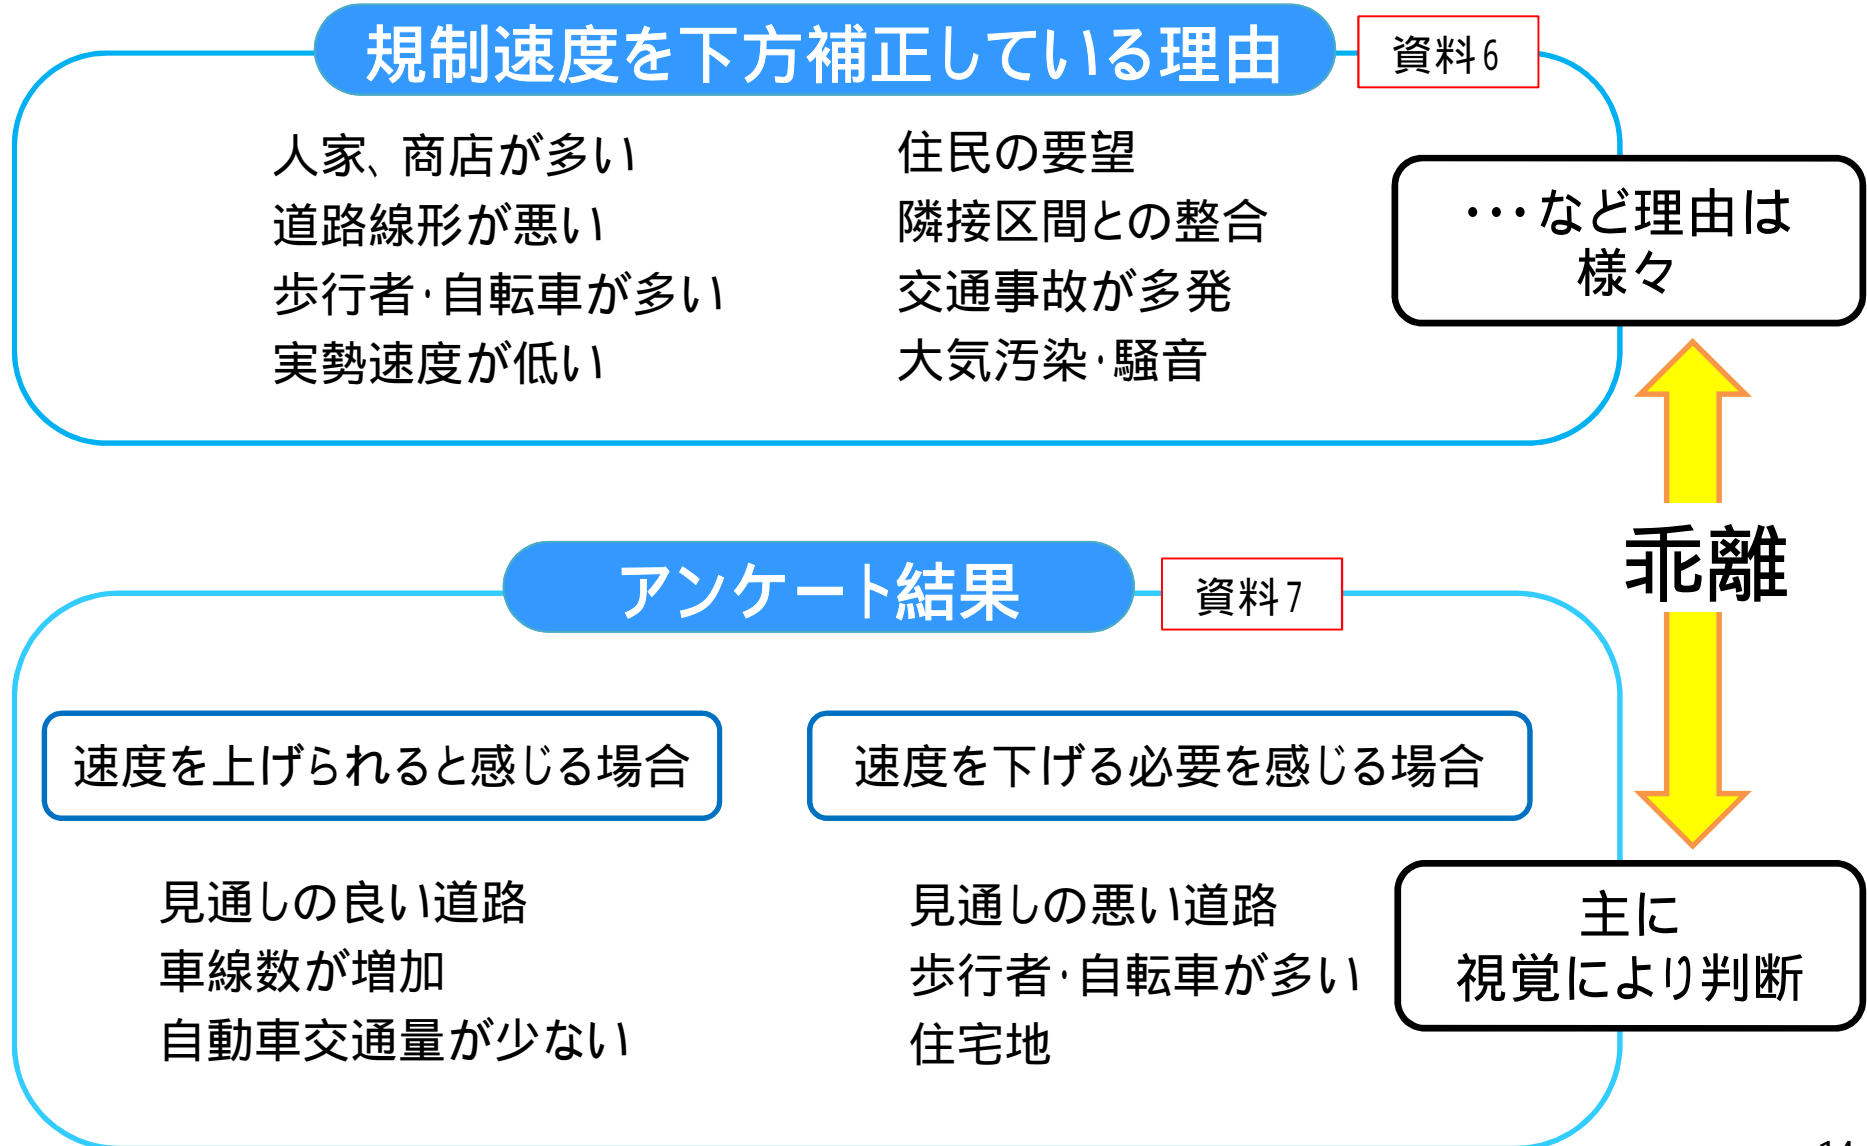 規制速度を下方補正している理由
資料6
人家、商店が多い
道路線形が悪い
歩行者・自転車が多い
実勢速度が低い
住民の要望
隣接区間との整合
交通事故が多発
大気汚染・騒音
・・・など理由は
様々
乖離
アンケート結果
資料7
速度を上げられると感じる場合
見通しの良い道路
車線数が増加
自動車交通量が少ない
速度を下げる必要を感じる場合
見通しの悪い道路
歩行者・自転車が多い
住宅地
主に
視覚により判断